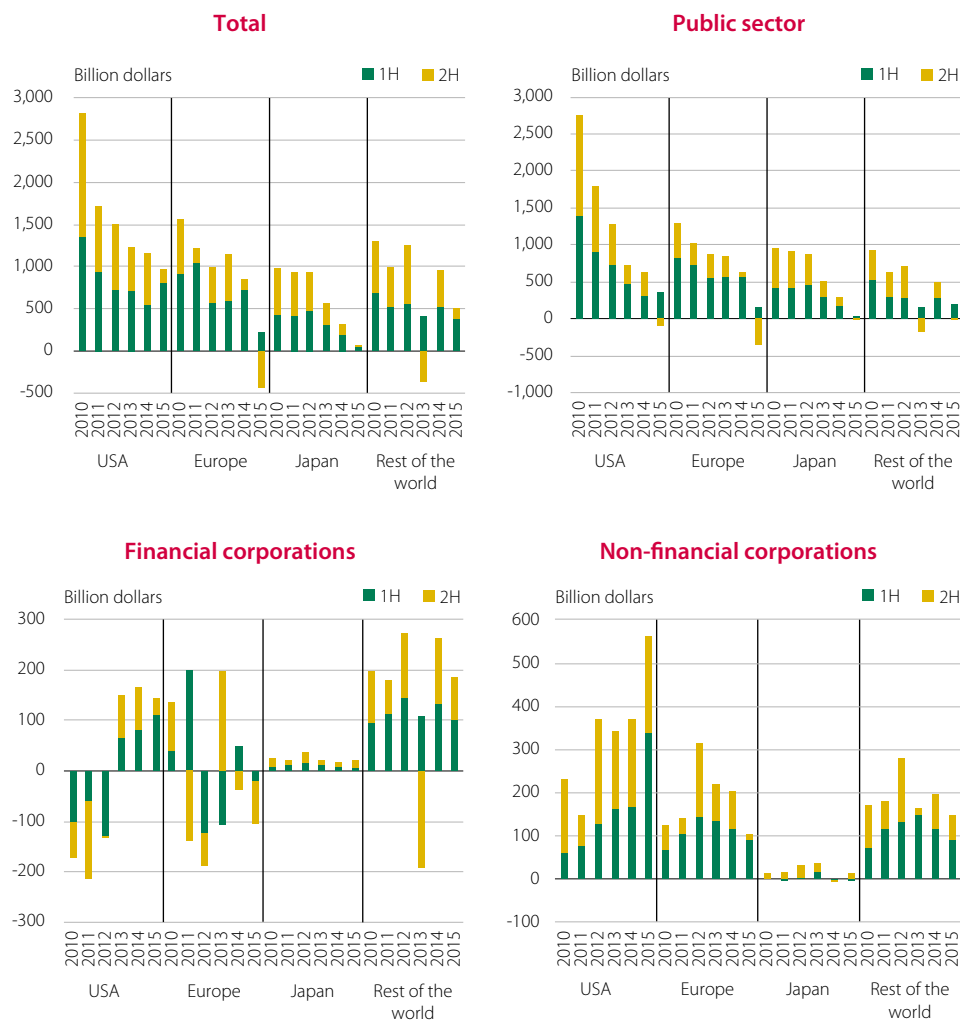 Total
Billion dollars
1H 2H
3,000
2,500
2,000
1,500
1,000
500
0
-500
2010 2011 2012 2013 2014 2015 2010 2011 2012 2013 2014 2015 2010 2011 2012 2013 2014 2015 2010 2011 2012 2013 2014 2015
USA Europe Japan Rest of the
world
Public sector
Billion dollars
1H 2H
3,000
2,500
2,000
1,500
1,000
500
0
-500
-1,000
2010 2011 2012 2013 2014 2015 2010 2011 2012 2013 2014 2015 2010 2011 2012 2013 2014 2015 2010 2011 2012 2013 2014 2015
USA Europe Japan Rest of the
world
Financial corporations
Billion dollars
1H 2H
300
200
100
0
-100
-200
-300
2010 2011 2012 2013 2014 2015 2010 2011 2012 2013 2014 2015 2010 2011 2012 2013 2014 2015 2010 2011 2012 2013 2014 2015
USA Europe Japan Rest of the
world
Non-financial corporations
Billion dollars
1H 2H
600
500
400
300
200
100
0
-100
2010 2011 2012 2013 2014 2015 2010 2011 2012 2013 2014 2015 2010 2011 2012 2013 2014 2015 2010 2011 2012 2013 2014 2015
USA Europe Japan Rest of the
world